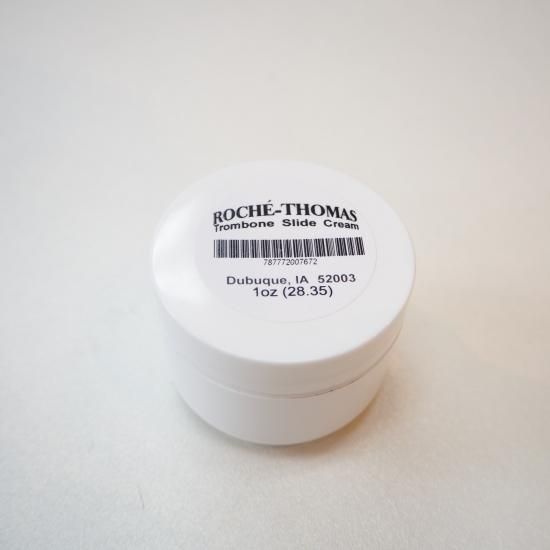 ROCHÉ-THOMAS
Trombone Slide Cream
787772007672
Dubuque, IA 52003
1oz (28.35)